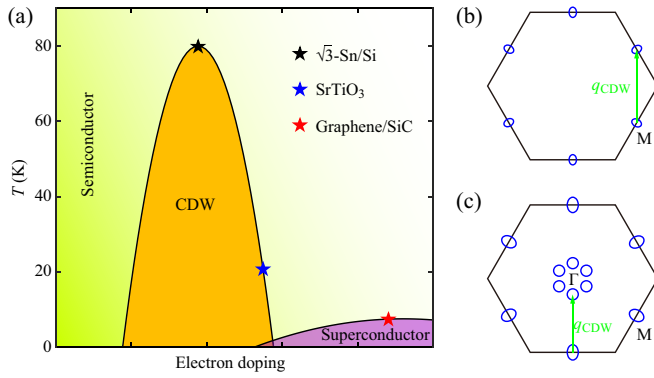 (a)
80
60
40
20
0
T (K)
Semiconductor
CDW
√3-Sn/Si
SrTiO₃
Graphene/SiC
Superconductor
Electron doping
(b)
qCDW
M
(c)
Γ
qCDW
M